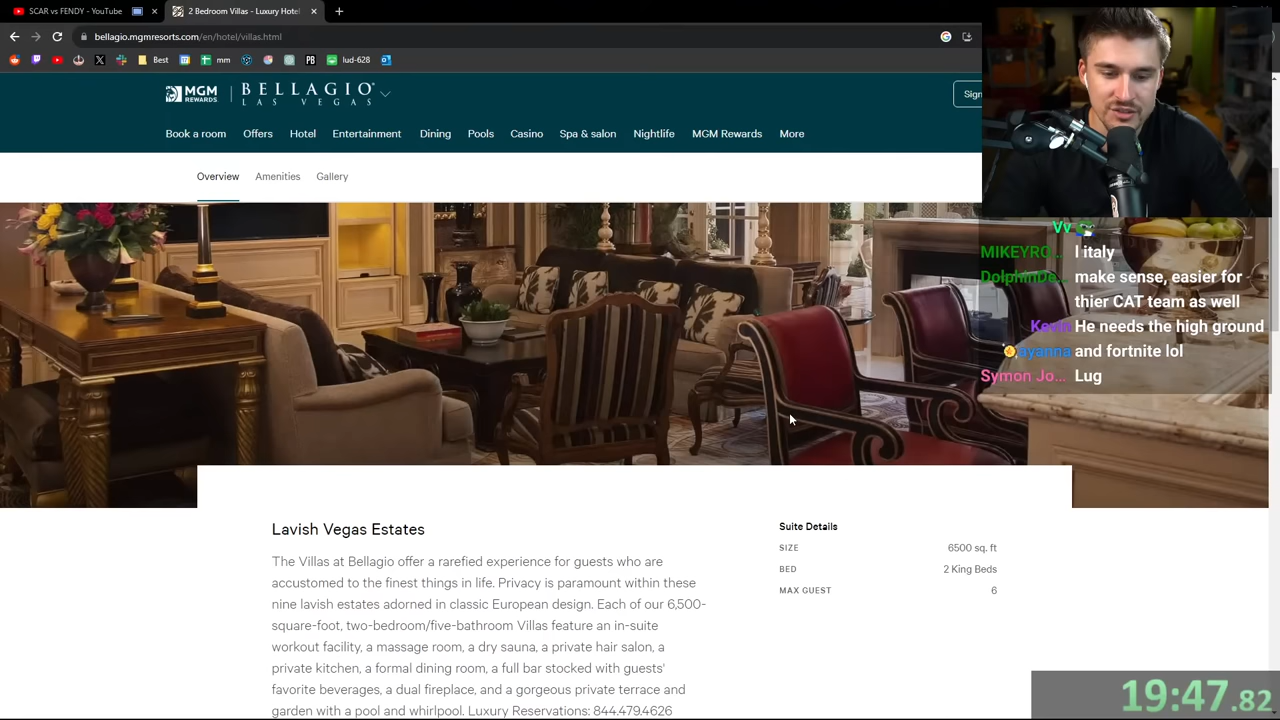 SCAR vs FENDY - YouTube
2 Bedroom Villas - Luxury Hotel
bellagio.mgmresorts.com/en/hotel/villas.html
Best
mm
PB
lud-628
MGM REWARDS
BELLAGIO
LAS VEGAS
Sign
Book a room
Offers
Hotel
Entertainment
Dining
Pools
Casino
Spa & salon
Nightlife
MGM Rewards
More
Overview
Amenities
Gallery
Vv
MIKEYRO... I italy
DolphinDe... make sense, easier for
thier CAT team as well
Kevin He needs the high ground
ayanna and fortnite lol
Symon Jo... Lug
Lavish Vegas Estates
The Villas at Bellagio offer a rarefied experience for guests who are
accustomed to the finest things in life. Privacy is paramount within these
nine lavish estates adorned in classic European design. Each of our 6,500-
square-foot, two-bedroom/five-bathroom Villas feature an in-suite
workout facility, a massage room, a dry sauna, a private hair salon, a
private kitchen, a formal dining room, a full bar stocked with guests'
favorite beverages, a dual fireplace, and a gorgeous private terrace and
garden with a pool and whirlpool. Luxury Reservations: 844.479.4626
Suite Details
SIZE 6500 sq. ft
BED 2 King Beds
MAX GUEST 6
19:47.82